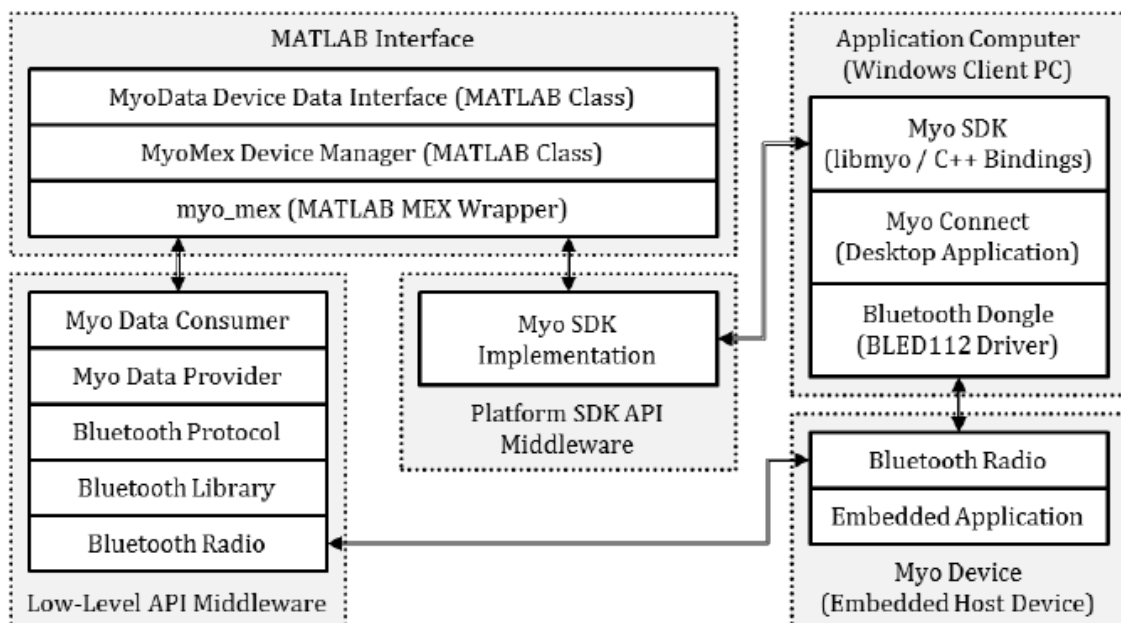 MATLAB Interface
MyoData Device Data Interface (MATLAB Class)
MyoMex Device Manager (MATLAB Class)
myo_mex (MATLAB MEX Wrapper)
Myo Data Consumer
Myo Data Provider
Bluetooth Protocol
Bluetooth Library
Bluetooth Radio
Low-Level API Middleware
Myo SDK
Implementation
Platform SDK API
Middleware
Application Computer
(Windows Client PC)
Myo SDK
(libmyo / C++ Bindings)
Myo Connect
(Desktop Application)
Bluetooth Dongle
(BLED112 Driver)
Bluetooth Radio
Embedded Application
Myo Device
(Embedded Host Device)